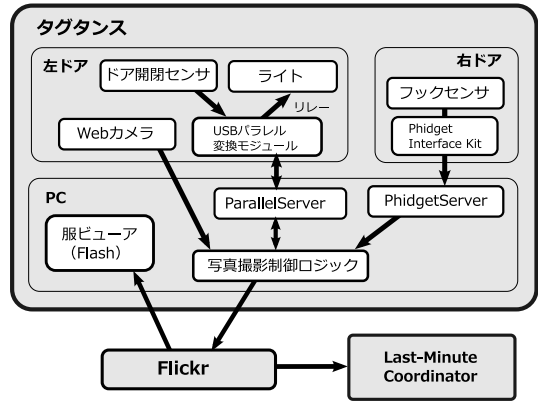 タグタンス
左ドア
ドア開閉センサ
ライト
リレー
Webカメラ
USBパラレル
変換モジュール
右ドア
フックセンサ
Phidget
Interface Kit
PC
ParallelServer
PhidgetServer
服ビューア
（Flash）
写真撮影制御ロジック
Flickr
Last-Minute
Coordinator